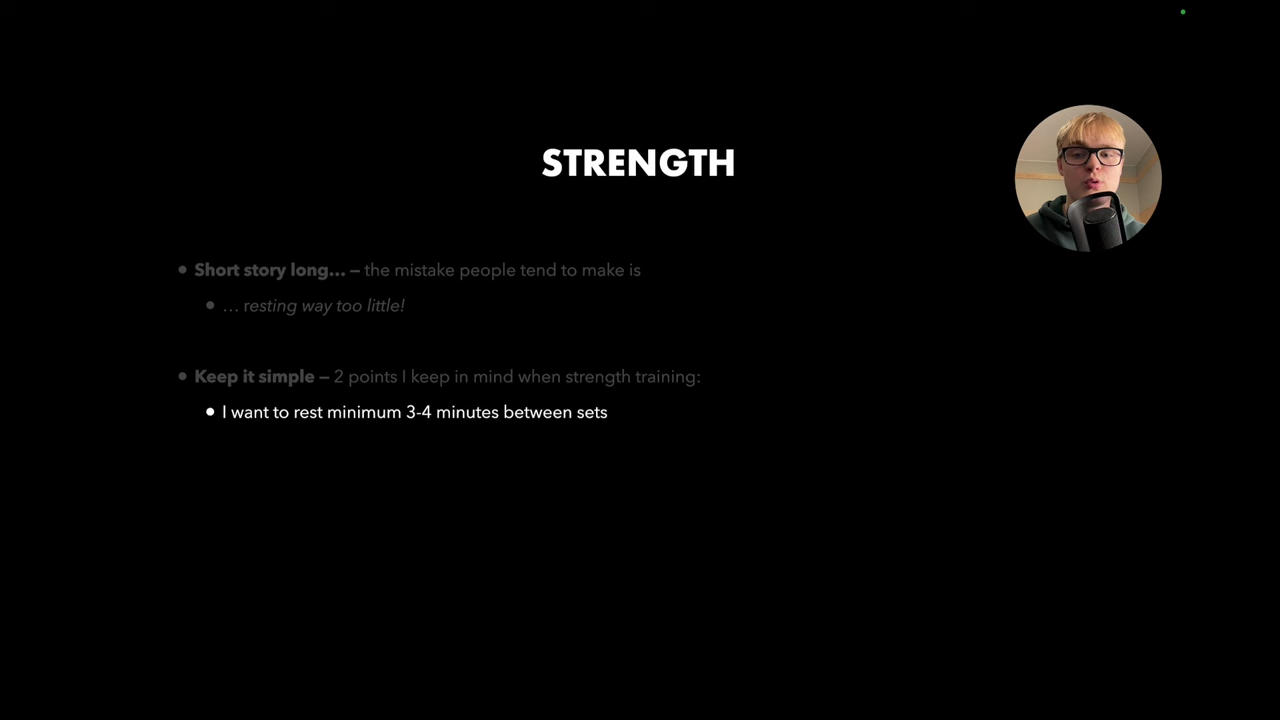 STRENGTH
• Short story long... – the mistake people tend to make is
• ... resting way too little!
• Keep it simple – 2 points I keep in mind when strength training:
• I want to rest minimum 3-4 minutes between sets